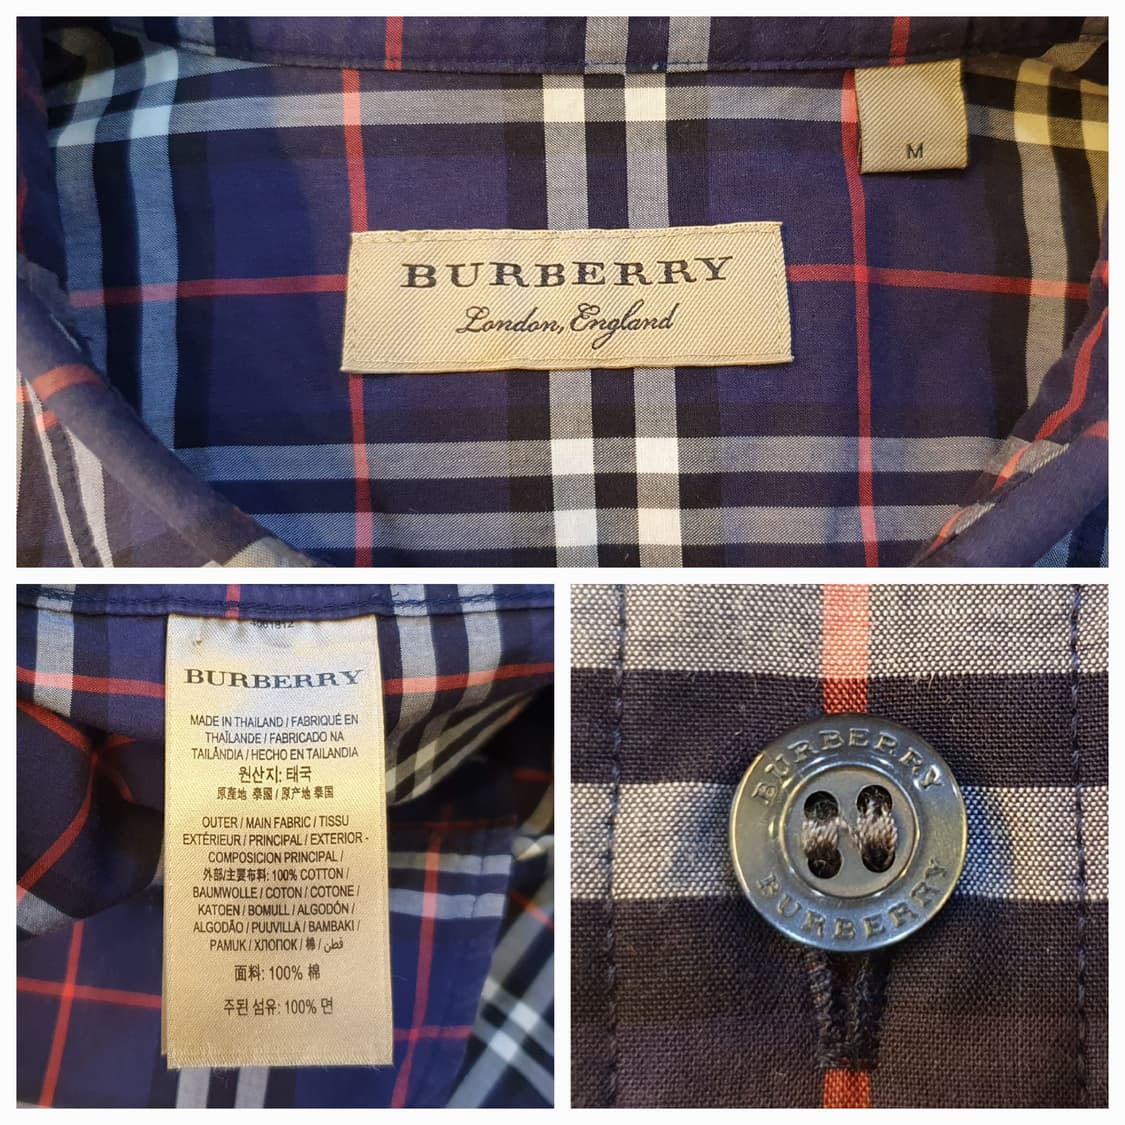 M
BURBERRY
London, England
4061812
BURBERRY
MADE IN THAILAND / FABRIQUÉ EN
THAÏLANDE / FABRICADO NA
TAILÂNDIA / HECHO EN TAILANDIA
원산지: 태국
原產地 泰國 / 原产地 泰国
OUTER / MAIN FABRIC / TISSU
EXTÉRIEUR / PRINCIPAL / EXTERIOR -
COMPOSICIÓN PRINCIPAL /
外部/主要布料: 100% COTTON /
BAUMWOLLE / COTON / COTONE /
KATOEN / BOMULL / ALGODÓN /
ALGODÃO / PUUVILLA / BAMBAKI /
PAMUK / ХЛОПОК / 棉 / قطن
面料: 100% 棉
주된 섬유: 100% 면
BURBERRY
BURBERRY